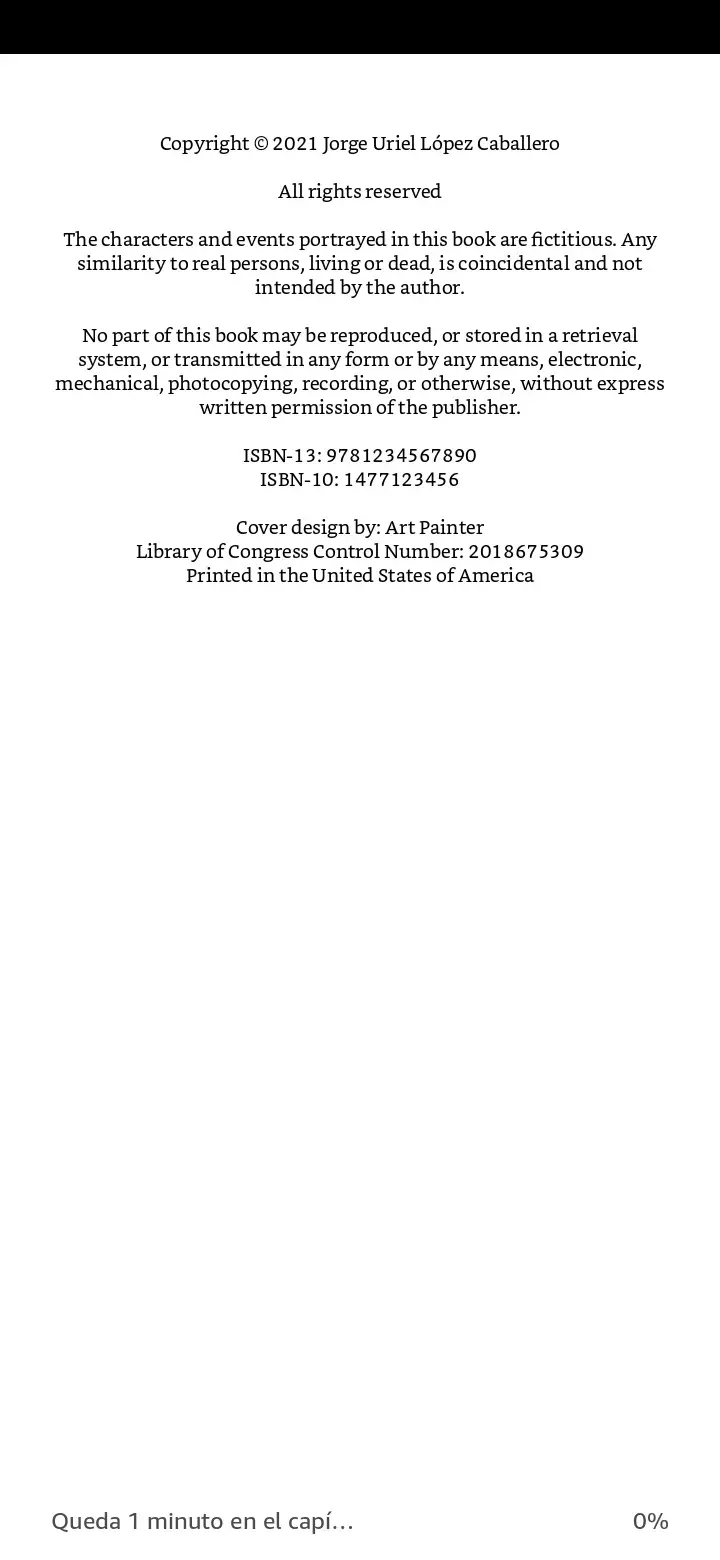 Copyright © 2021 Jorge Uriel López Caballero
All rights reserved
The characters and events portrayed in this book are fictitious. Any
similarity to real persons, living or dead, is coincidental and not
intended by the author.
No part of this book may be reproduced, or stored in a retrieval
system, or transmitted in any form or by any means, electronic,
mechanical, photocopying, recording, or otherwise, without express
written permission of the publisher.
ISBN-13: 9781234567890
ISBN-10: 1477123456
Cover design by: Art Painter
Library of Congress Control Number: 2018675309
Printed in the United States of America
Queda 1 minuto en el capí... 0%